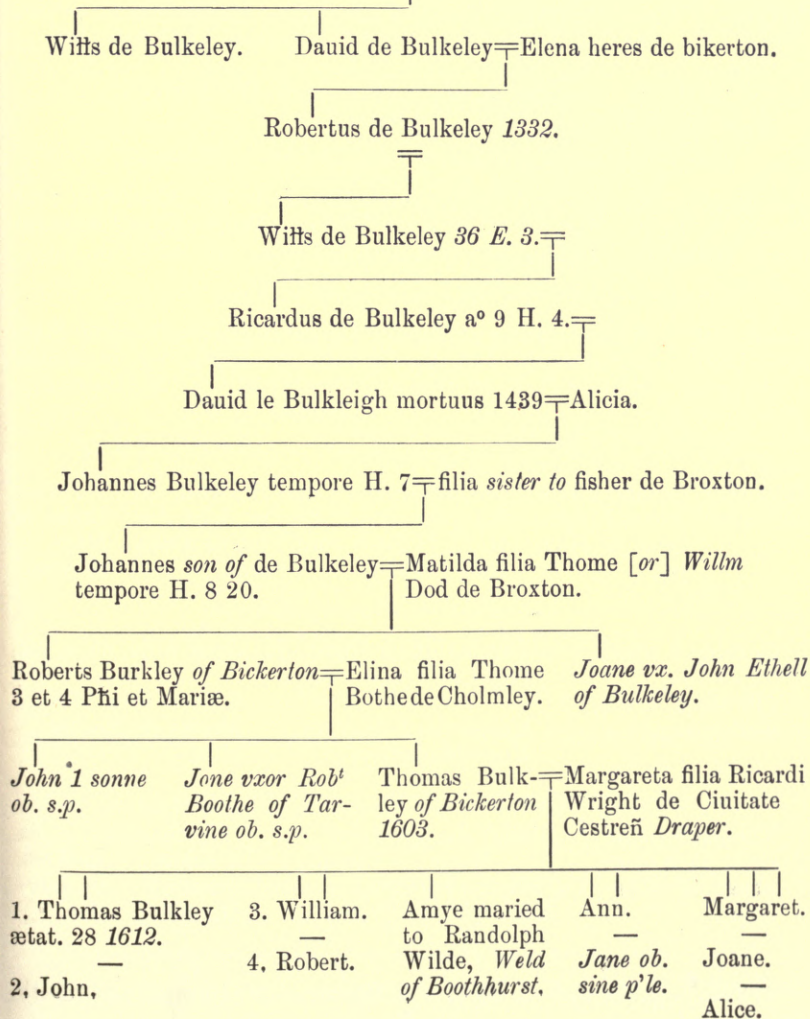 Witts de Bulkeley. Dauid de Bulkeley=Elena heres de bikerton.
Robertus de Bulkeley 1332.
Witts de Bulkeley 36 E. 3.=
Ricardus de Bulkeley aº 9 H. 4.=
Dauid le Bulkleigh mortuus 1439=Alicia.
Johannes Bulkeley tempore H. 7=filia sister to fisher de Broxton.
Johannes son of de Bulkeley=Matilda filia Thome [or] Willm
tempore H. 8 20. Dod de Broxton.
Roberts Burkley of Bickerton=Elina filia Thome Joane vx. John Ethell
3 et 4 Phi et Mariæ. Bothe de Cholmley. of Bulkeley.
John 1 sonne Jone vxor Robᵗ Thomas Bulk-=Margareta filia Ricardi
ob. s.p. Boothe of Tar- ley of Bickerton Wright de Ciuitate
vine ob. s.p. 1603. Cestreñ Draper.
1. Thomas Bulkley 3. William. Amye maried Ann. Margaret.
ætat. 28 1612. — to Randolph — —
— 4, Robert. Wilde, Weld Jane ob. Joane.
2, John, of Boothhurst, sine p'le. —
Alice.